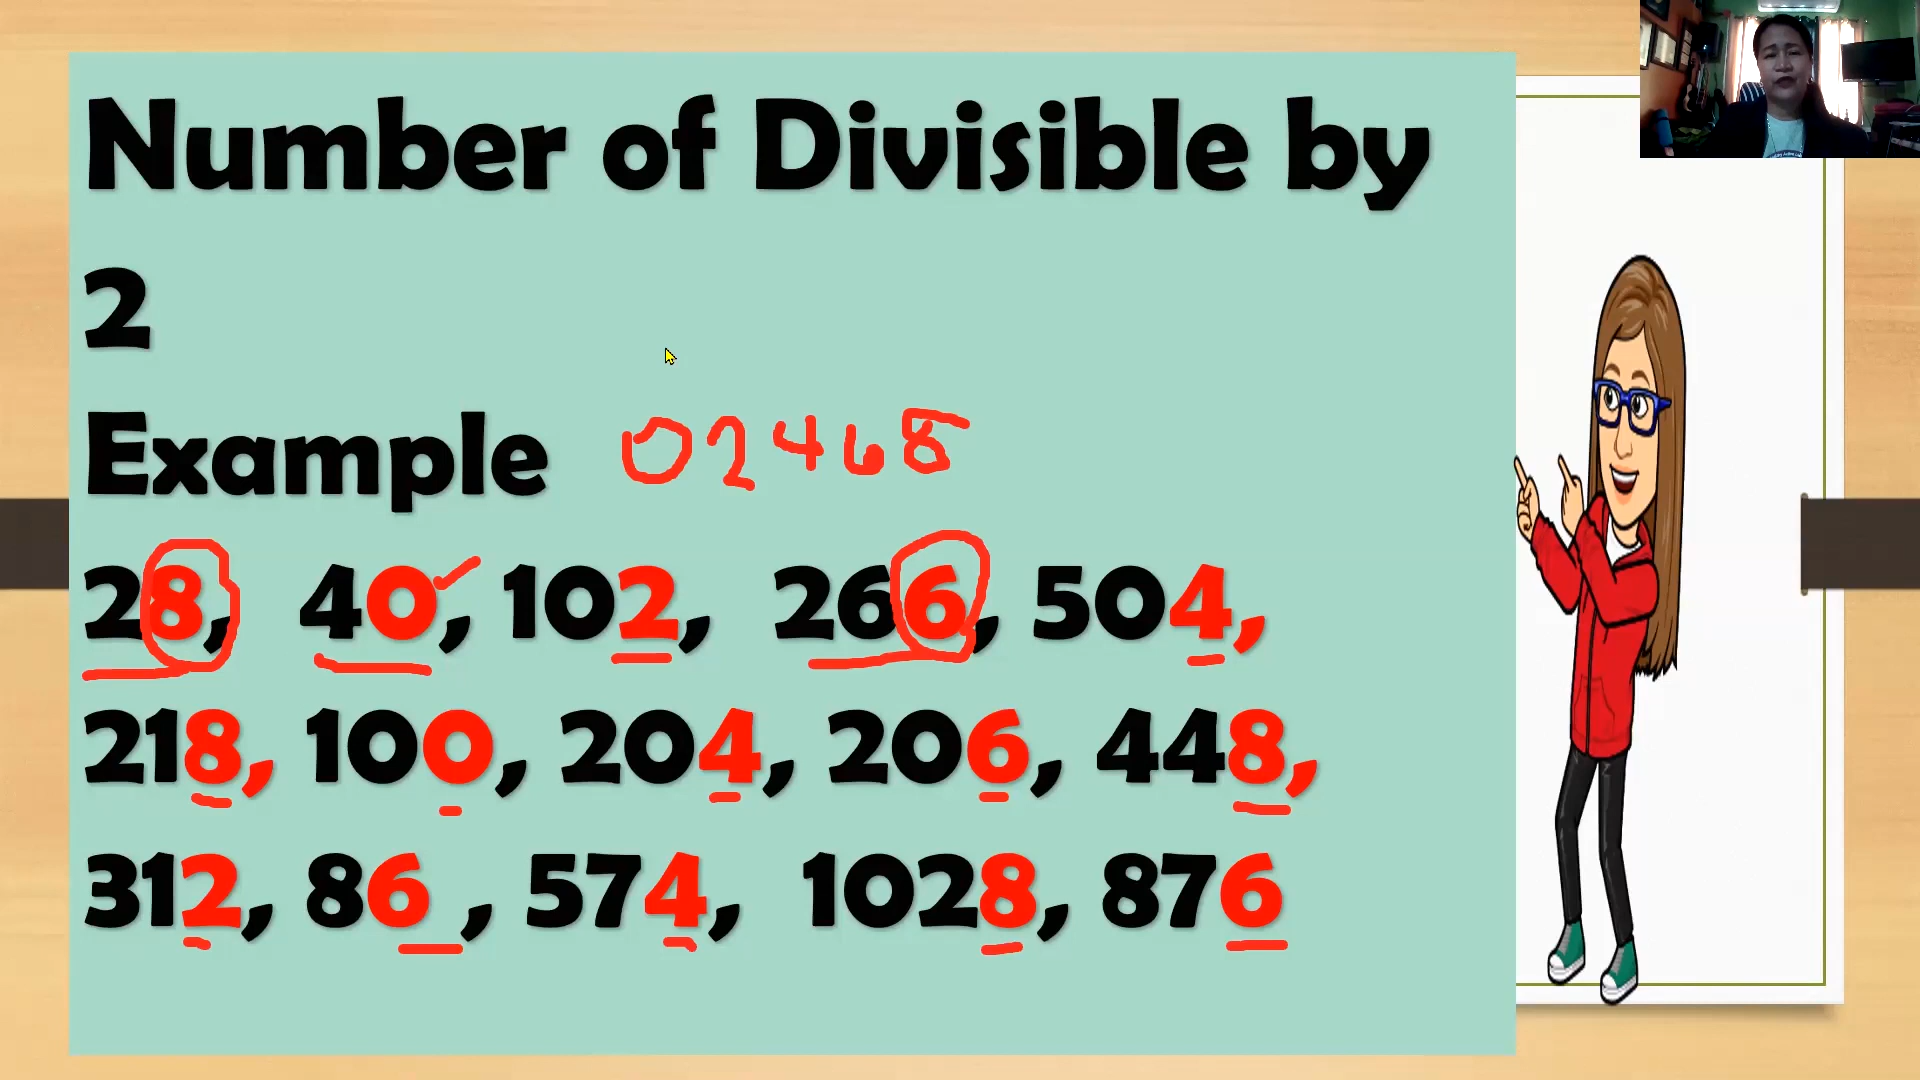 Number of Divisible by
2
Example 02468
28, 40, 102, 266, 504,
218, 100, 204, 206, 448,
312, 86 , 574, 10288, 876